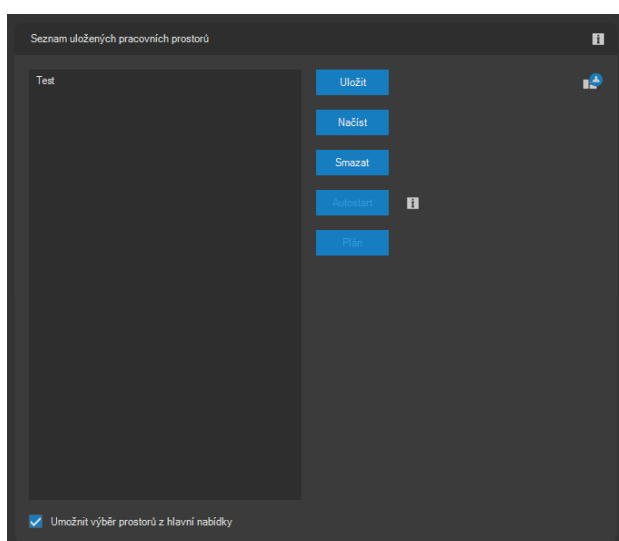 Seznam uložených pracovních prostorů
Test
Uložit
Načíst
Smazat
Autostart
Plán
Umožnit výběr prostorů z hlavní nabídky